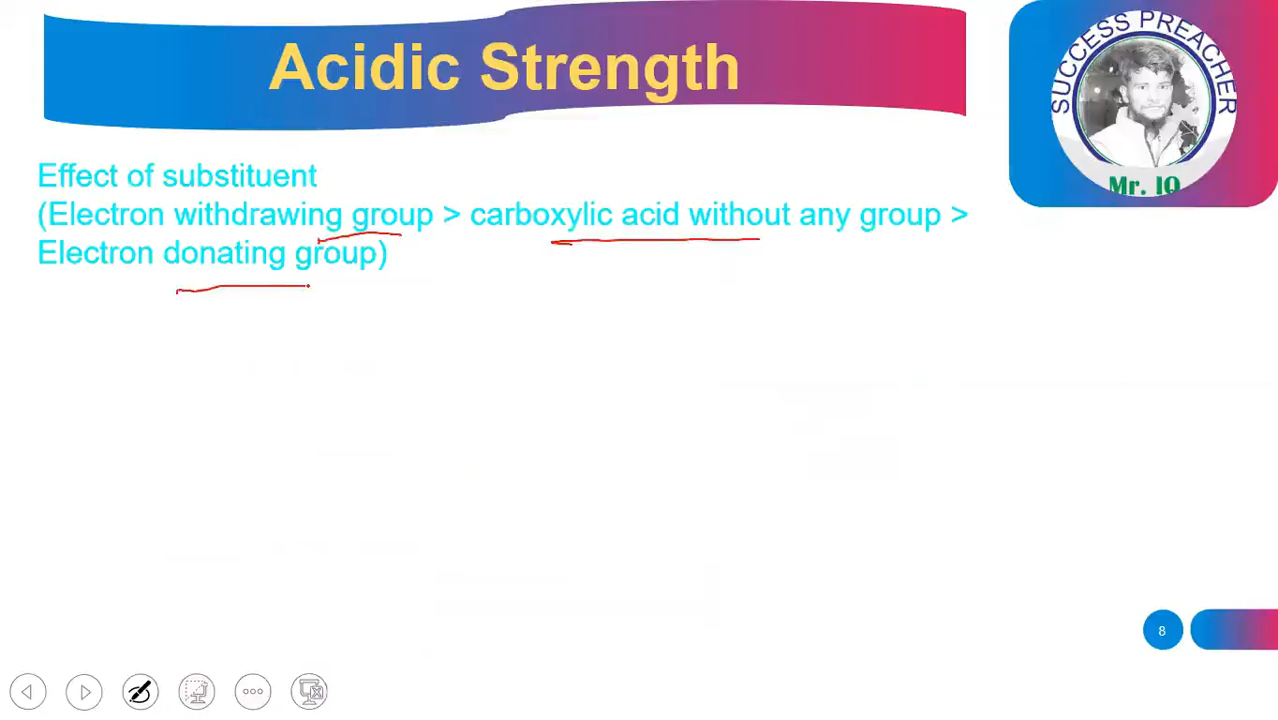 Acidic Strength
SUCCESS PREACHER
Mr. IQ
Effect of substituent
(Electron withdrawing group > carboxylic acid without any group >
Electron donating group)
8